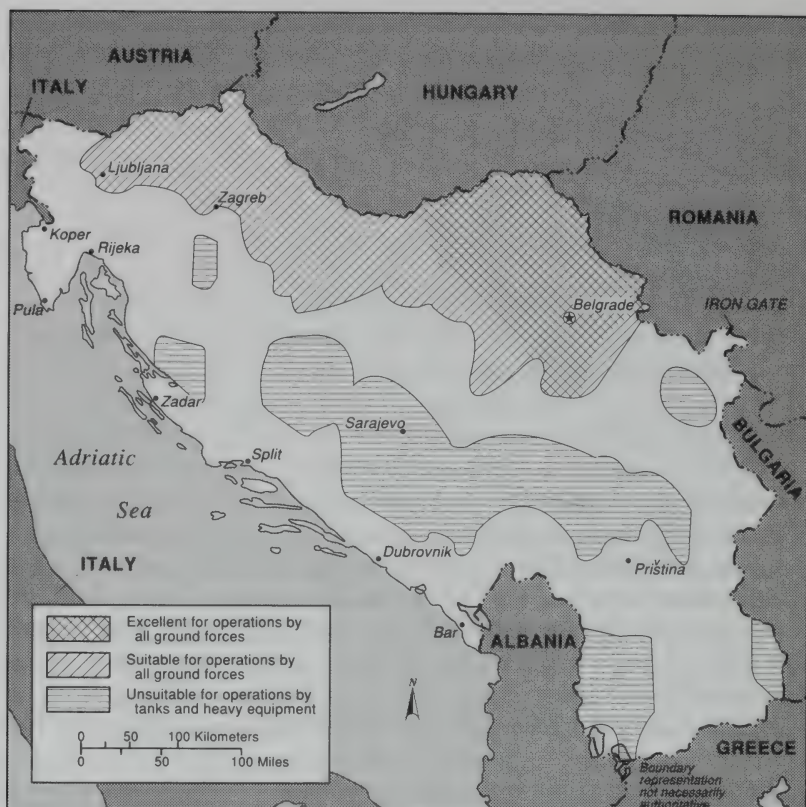 AUSTRIA
ITALY
HUNGARY
Ljubljana
Zagreb
ROMANIA
Koper
Rijeka
Pula
Belgrade
IRON GATE
Zadar
Sarajevo
BULGARIA
Adriatic
Sea
Split
ITALY
Dubrovnik
Priština
Bar
ALBANIA
Excellent for operations by
all ground forces
Suitable for operations by
all ground forces
Unsuitable for operations by
tanks and heavy equipment
N
0 50 100 Kilometers
0 50 100 Miles
GREECE
Boundary
representation
not necessarily
authoritative